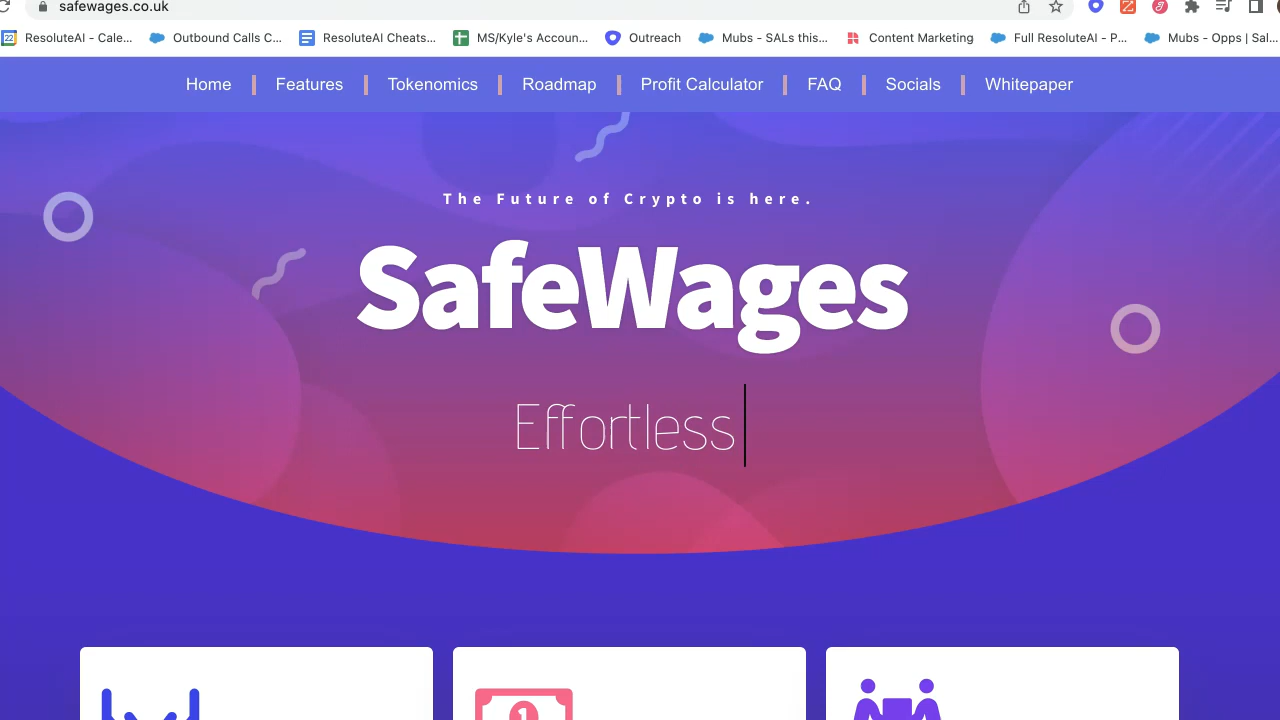 safewages.co.uk
22 ResoluteAI - Cale... Outbound Calls C... ResoluteAI Cheats... MS/Kyle's Accoun... Outreach Mubs - SALs this... Content Marketing Full ResoluteAI - P... Mubs - Opps | Sal...
Home Features Tokenomics Roadmap Profit Calculator FAQ Socials Whitepaper
The Future of Crypto is here.
SafeWages
Effortless